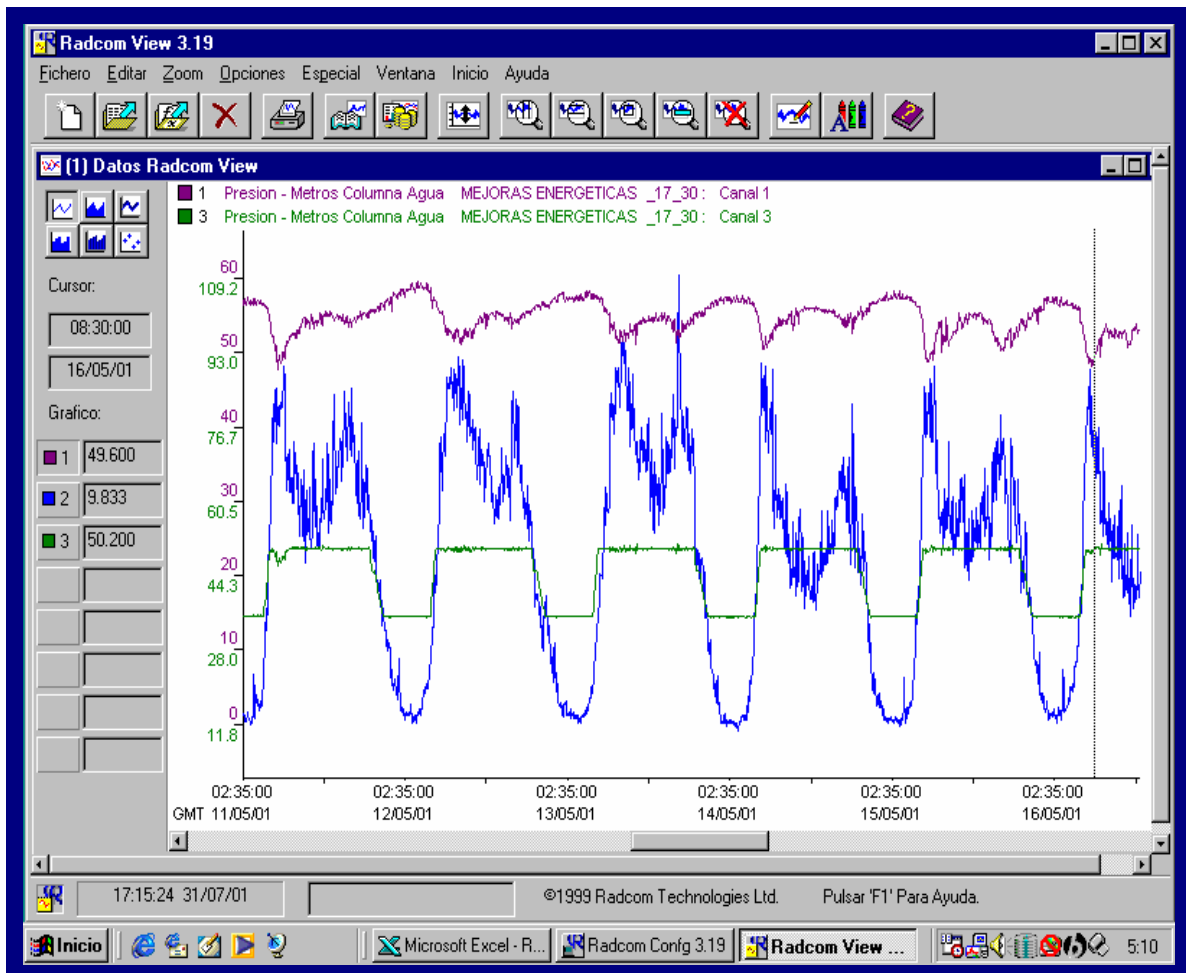 Radcom View 3.19
Fichero Editar Zoom Opciones Especial Ventana Inicio Ayuda
(1) Datos Radcom View
1 Presion - Metros Columna Agua MEJORAS ENERGETICAS _17_30 : Canal 1
3 Presion - Metros Columna Agua MEJORAS ENERGETICAS _17_30 : Canal 3
Cursor:
08:30:00
16/05/01
Grafico:
1 49.600
2 9.833
3 50.200
60
109.2
50
93.0
40
76.7
30
60.5
20
44.3
10
28.0
0
11.8
02:35:00 02:35:00 02:35:00 02:35:00 02:35:00 02:35:00
GMT 11/05/01 12/05/01 13/05/01 14/05/01 15/05/01 16/05/01
17:15:24 31/07/01 ©1999 Radcom Technologies Ltd. Pulsar 'F1' Para Ayuda.
Inicio Microsoft Excel - R... Radcom Confg 3.19 Radcom View ... 5:10